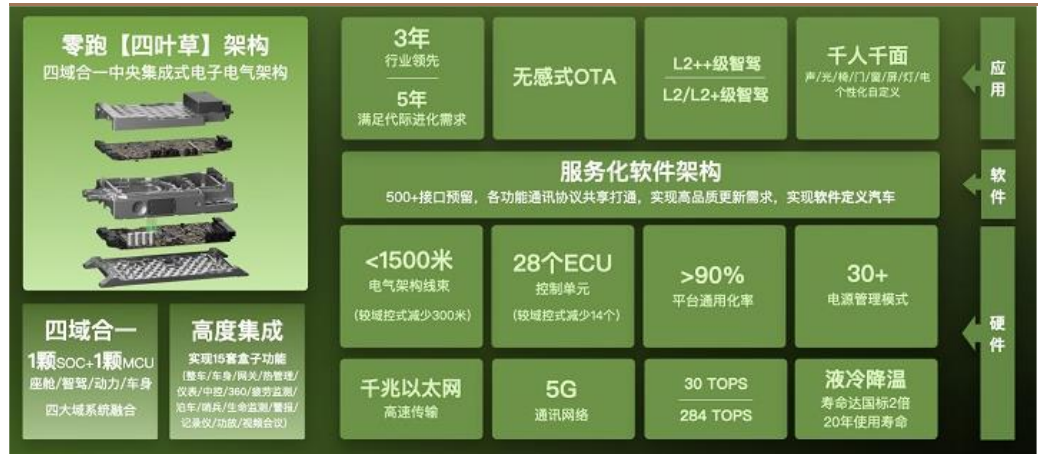 零跑【四叶草】架构
四域合一中央集成式电子电气架构
四域合一
1颗SOC+1颗MCU
座舱/智驾/动力/车身
四大域系统融合
高度集成
实现15套盒子功能
(整车/车身/网关/热管理/
仪表/中控/360/疲劳监测/
泊车/哨兵/生命监测/警报/
记录仪/功放/视频会议)
3年
行业领先
5年
满足代际进化需求
无感式OTA
L2++级智驾
L2/L2+级智驾
千人千面
声/光/椅/门/窗/屏/灯/电
个性化自定义
应用
服务化软件架构
500+接口预留，各功能通讯协议共享打通，实现高品质更新需求，实现软件定义汽车
软件
<1500米
电气架构线束
(较域控式减少300米)
28个ECU
控制单元
(较域控式减少14个)
>90%
平台通用化率
30+
电源管理模式
千兆以太网
高速传输
5G
通讯网络
30 TOPS
284 TOPS
液冷降温
寿命达国标2倍
20年使用寿命
硬件